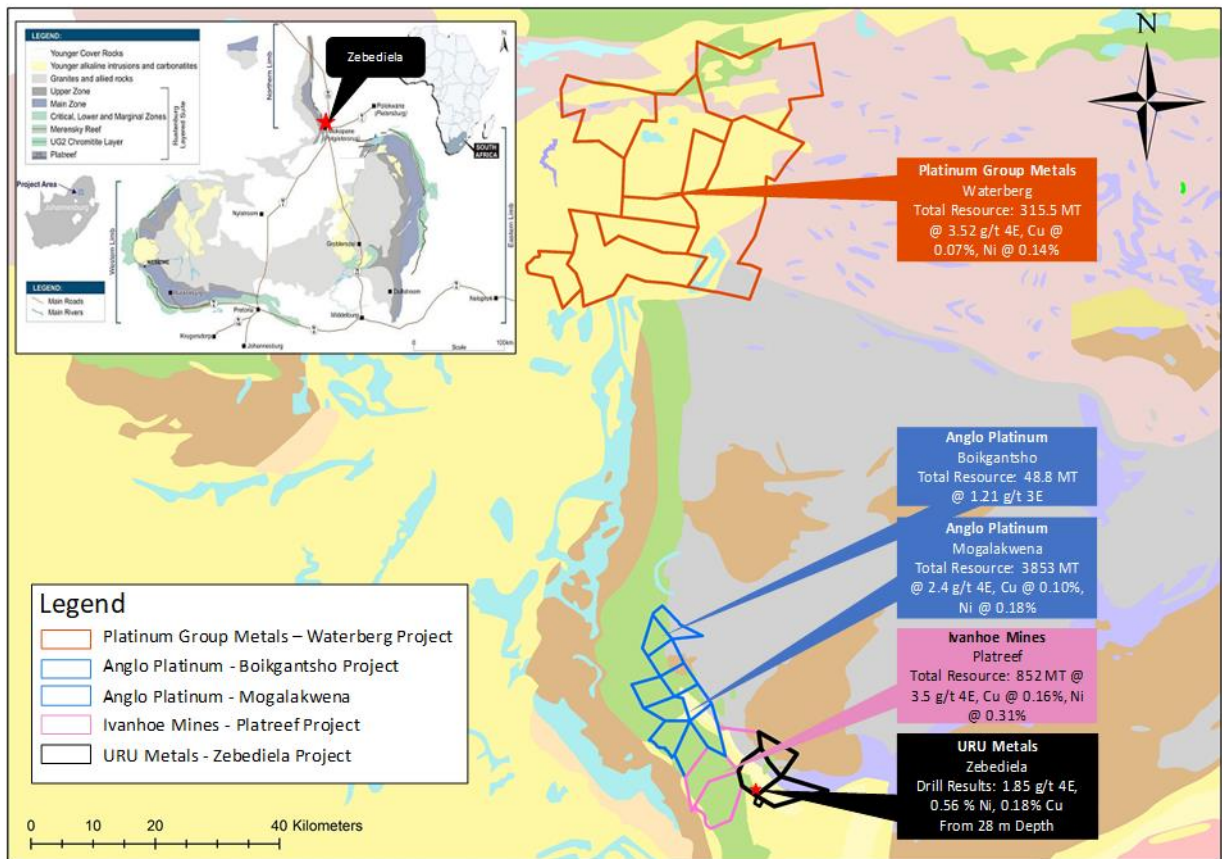 LEGEND:
Younger Cover Rocks
Younger alkaline intrusions and carbonatites
Granites and allied rocks
Upper Zone
Main Zone
Critical, Lower and Marginal Zones
Merensky Reef
UG2 Chromitite Layer
Platreef
Rustenburg
Layered Suite
Zebediela
N
Northern Limb
Polokwane
(Pietersburg)
Mokopane
SOUTH
AFRICA
Project Area
Johannesburg
Nylstroom
Western Limb
Eastern Limb
Dullstroom
Nelspruit
Pretoria
Middelburg
Krugersdorp
Johannesburg
LEGEND:
Main Roads
Main Rivers
0 100km
Scale
N
Platinum Group Metals
Waterberg
Total Resource: 315.5 MT
@ 3.52 g/t 4E, Cu @
0.07%, Ni @ 0.14%
Anglo Platinum
Boikgantsho
Total Resource: 48.8 MT
@ 1.21 g/t 3E
Anglo Platinum
Mogalakwena
Total Resource: 3853 MT
@ 2.4 g/t 4E, Cu @ 0.10%,
Ni @ 0.18%
Ivanhoe Mines
Platreef
Total Resource: 852 MT @
3.5 g/t 4E, Cu @ 0.16%, Ni
@ 0.31%
URU Metals
Zebediela
Drill Results: 1.85 g/t 4E,
0.56 % Ni, 0.18% Cu
From 28 m Depth
Legend
Platinum Group Metals – Waterberg Project
Anglo Platinum - Boikgantsho Project
Anglo Platinum - Mogalakwena
Ivanhoe Mines - Platreef Project
URU Metals - Zebediela Project
0 10 20 40 Kilometers